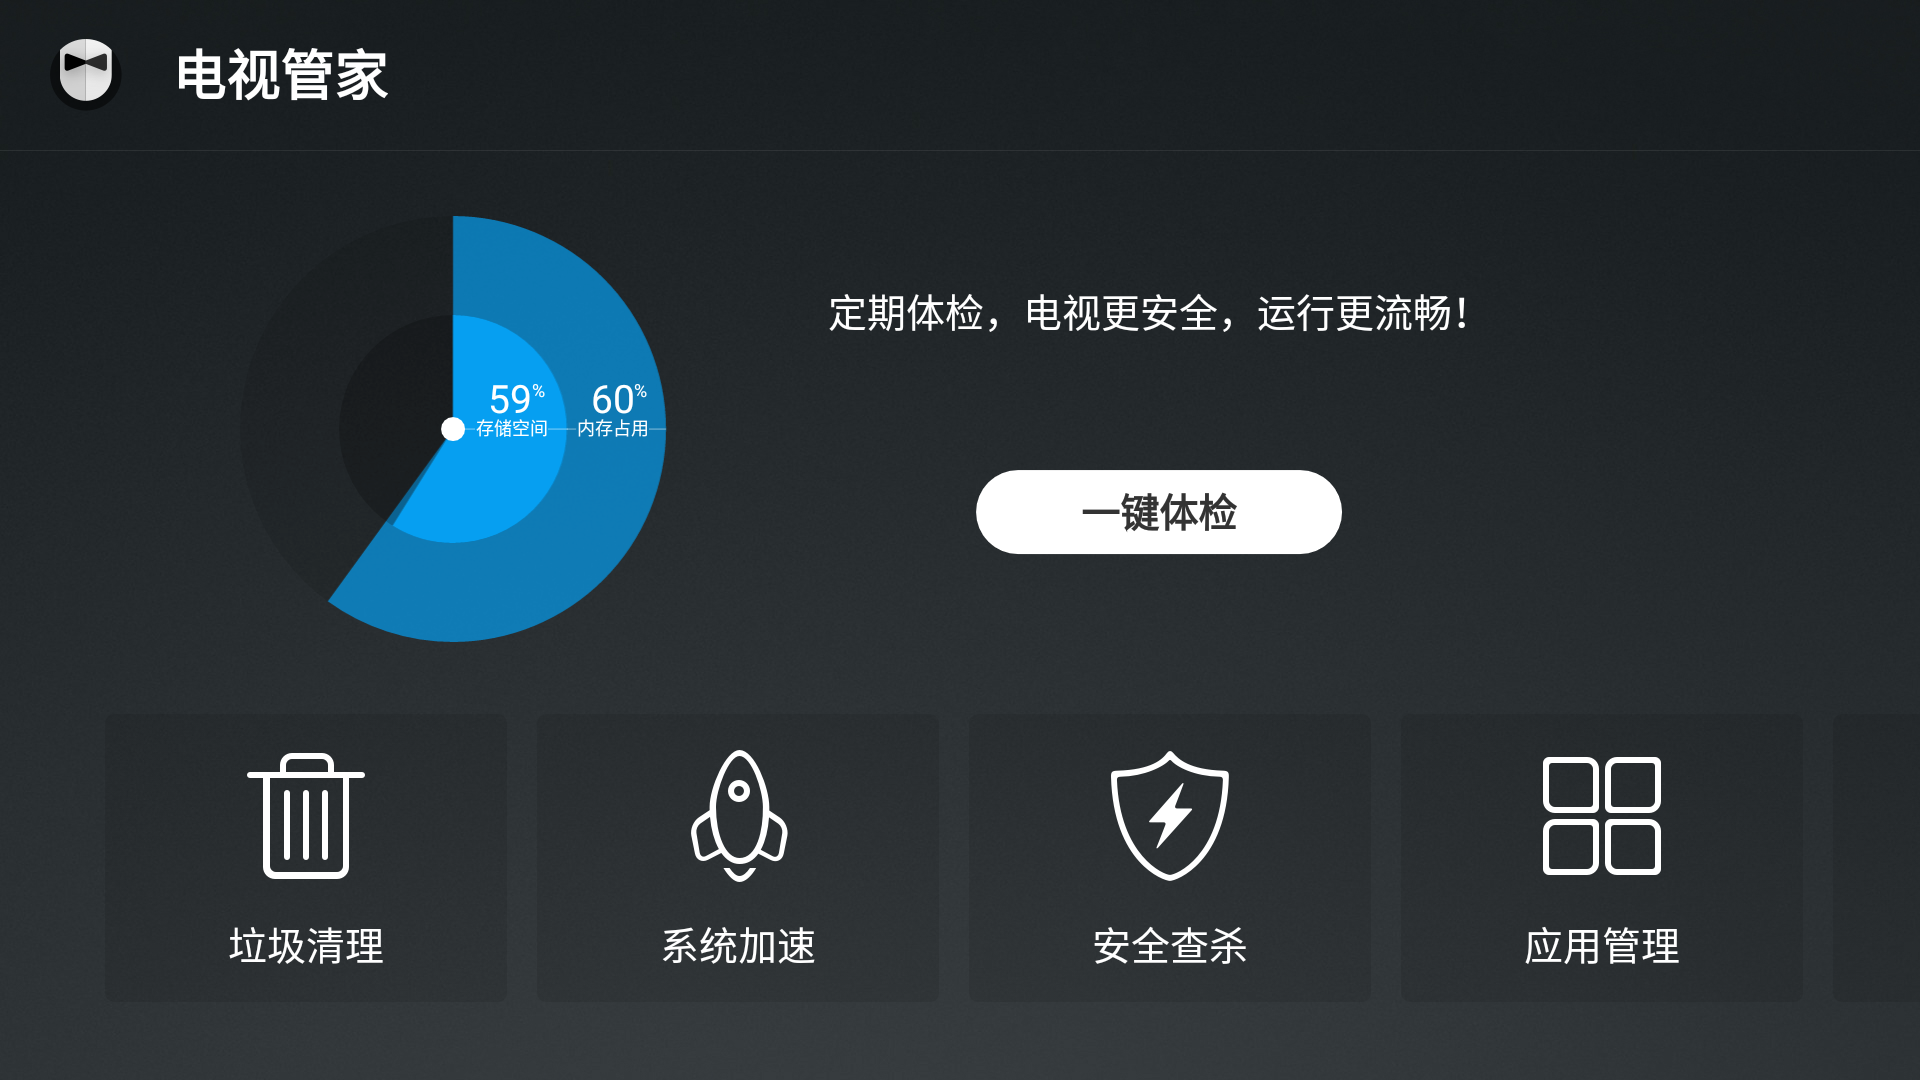 电视管家
定期体检，电视更安全，运行更流畅！
59%
存储空间
60%
内存占用
一键体检
垃圾清理
系统加速
安全查杀
应用管理